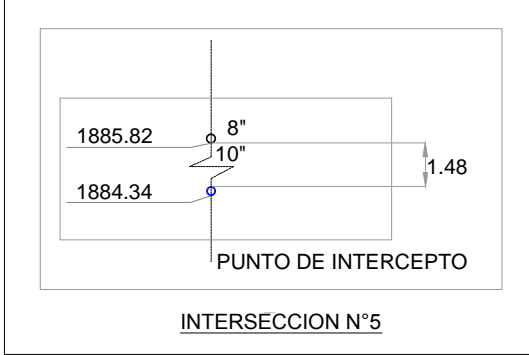 8"
1885.82
10"
1.48
1884.34
PUNTO DE INTERCEPTO
INTERSECCION N°5